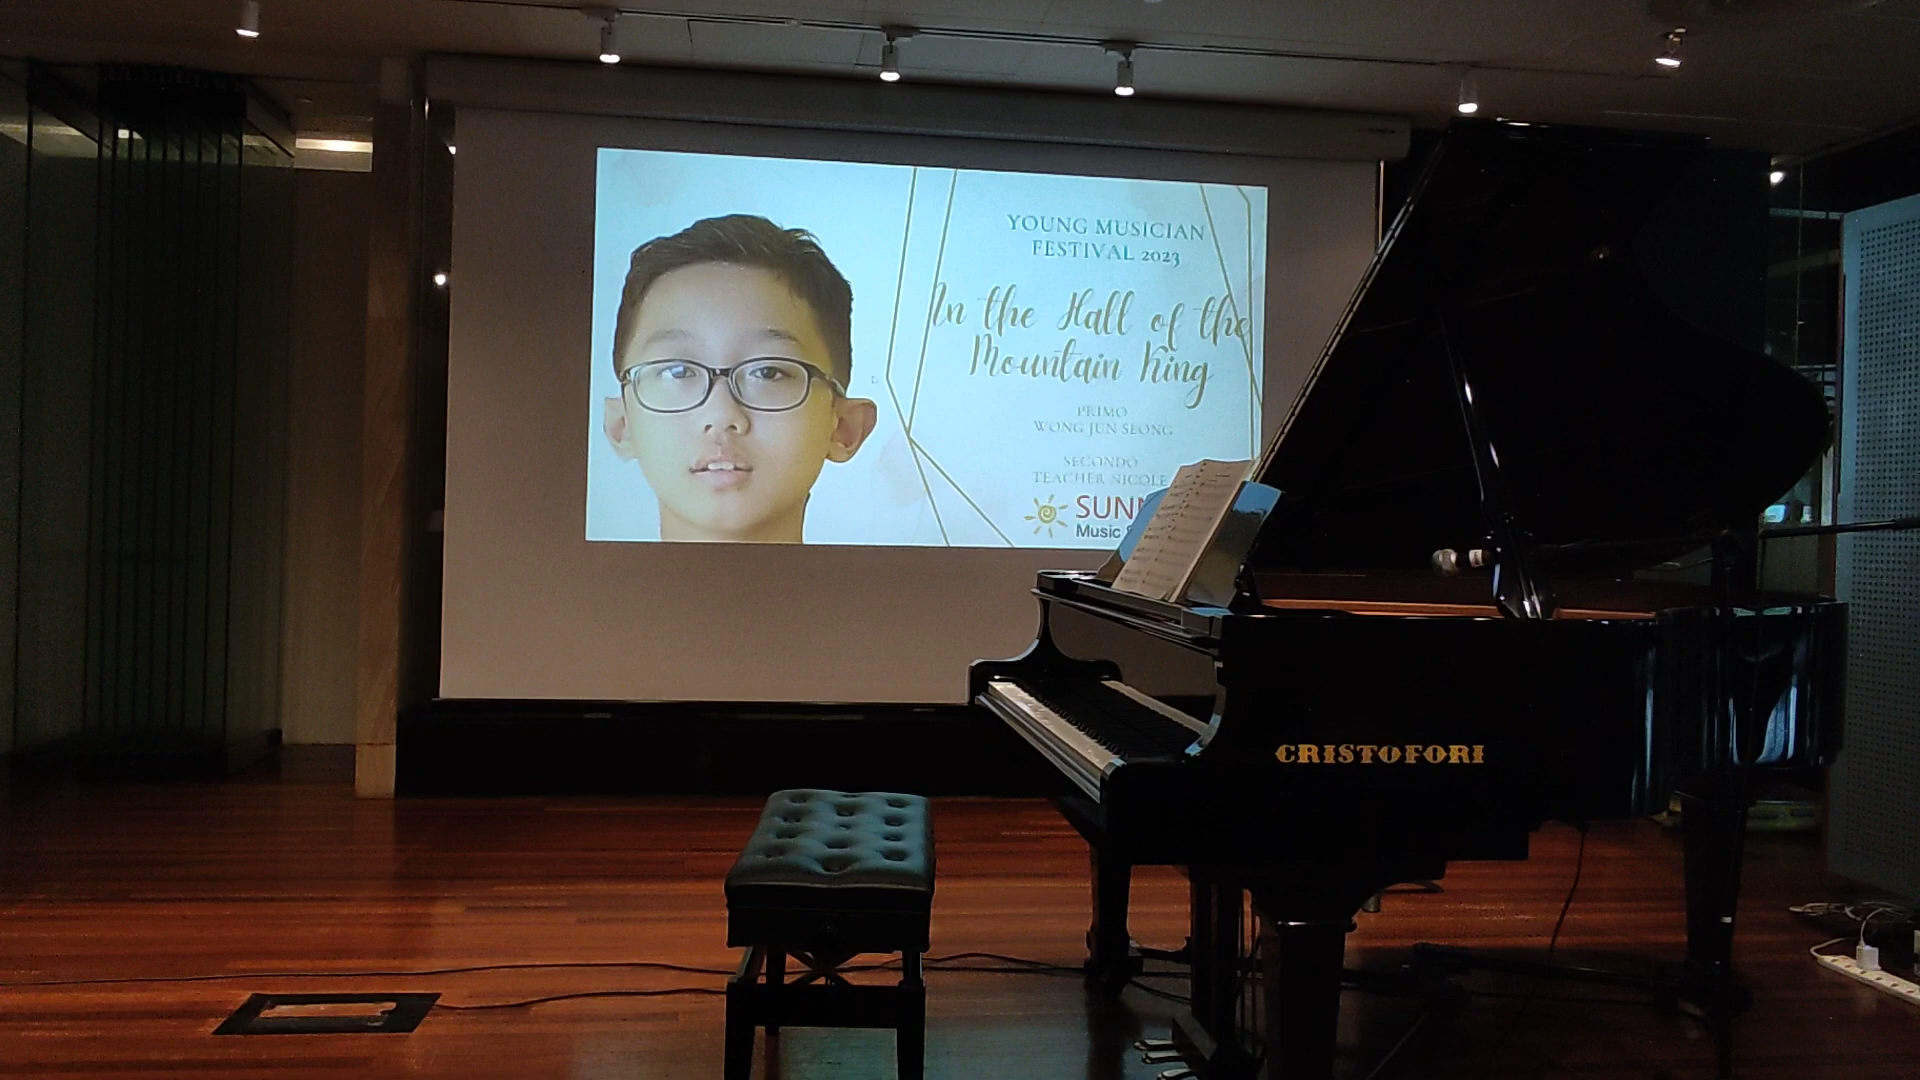 YOUNG MUSICIAN
FESTIVAL 2023
In the Hall of the
Mountain King
PRIMO
WONG JUN SEONG
SECONDO
TEACHER NICOLE
Music
CRISTOFORI